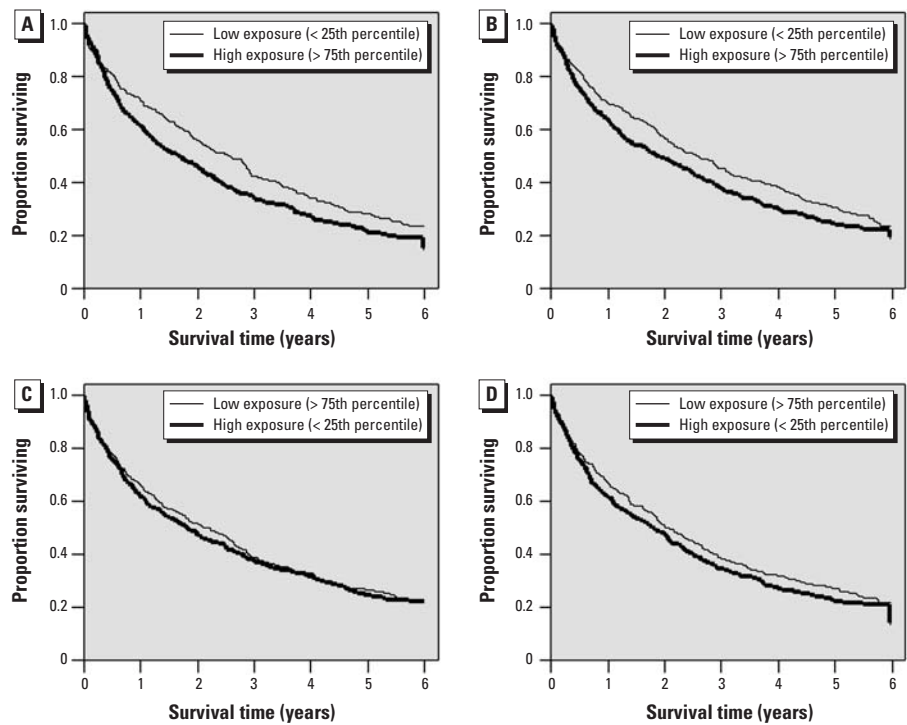 A
Low exposure (< 25th percentile)
High exposure (> 75th percentile)
Proportion surviving
1.0
0.8
0.6
0.4
0.2
0
0 1 2 3 4 5 6
Survival time (years)
B
Low exposure (< 25th percentile)
High exposure (> 75th percentile)
Proportion surviving
1.0
0.8
0.6
0.4
0.2
0
0 1 2 3 4 5 6
Survival time (years)
C
Low exposure (> 75th percentile)
High exposure (< 25th percentile)
Proportion surviving
1.0
0.8
0.6
0.4
0.2
0
0 1 2 3 4 5 6
Survival time (years)
D
Low exposure (> 75th percentile)
High exposure (< 25th percentile)
Proportion surviving
1.0
0.8
0.6
0.4
0.2
0
0 1 2 3 4 5 6
Survival time (years)